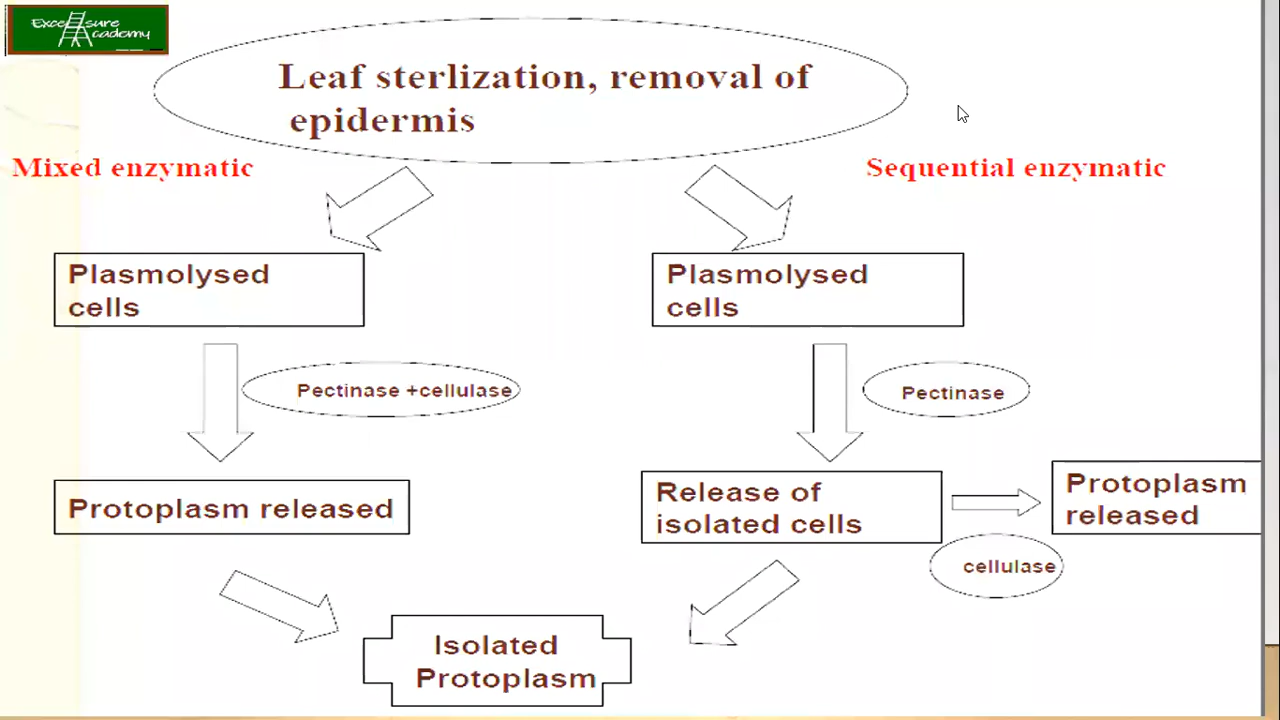 Excelsure
Academy
Leaf sterlization, removal of
epidermis
Mixed enzymatic
Sequential enzymatic
Plasmolysed
cells
Plasmolysed
cells
Pectinase +cellulase
Pectinase
Protoplasm released
Release of
isolated cells
Protoplasm
released
cellulase
Isolated
Protoplasm